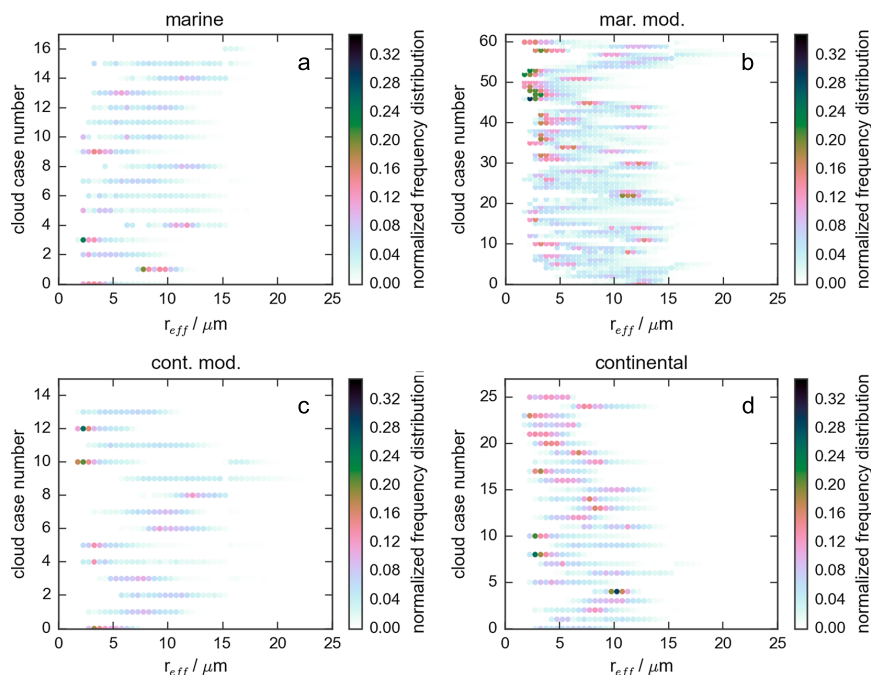 marine
mar. mod.
16
14
12
10
8
6
4
2
0
cloud case number
a
0 5 10 15 20 25
r_eff / μm
0.32
0.28
0.24
0.20
0.16
0.12
0.08
0.04
0.00
normalized frequency distribution
60
50
40
30
20
10
0
cloud case number
b
0 5 10 15 20 25
r_eff / μm
0.32
0.28
0.24
0.20
0.16
0.12
0.08
0.04
0.00
normalized frequency distribution
cont. mod.
continental
14
12
10
8
6
4
2
0
cloud case number
c
0 5 10 15 20 25
r_eff / μm
0.32
0.28
0.24
0.20
0.16
0.12
0.08
0.04
0.00
normalized frequency distribution
25
20
15
10
5
0
cloud case number
d
0 5 10 15 20 25
r_eff / μm
0.32
0.28
0.24
0.20
0.16
0.12
0.08
0.04
0.00
normalized frequency distribution